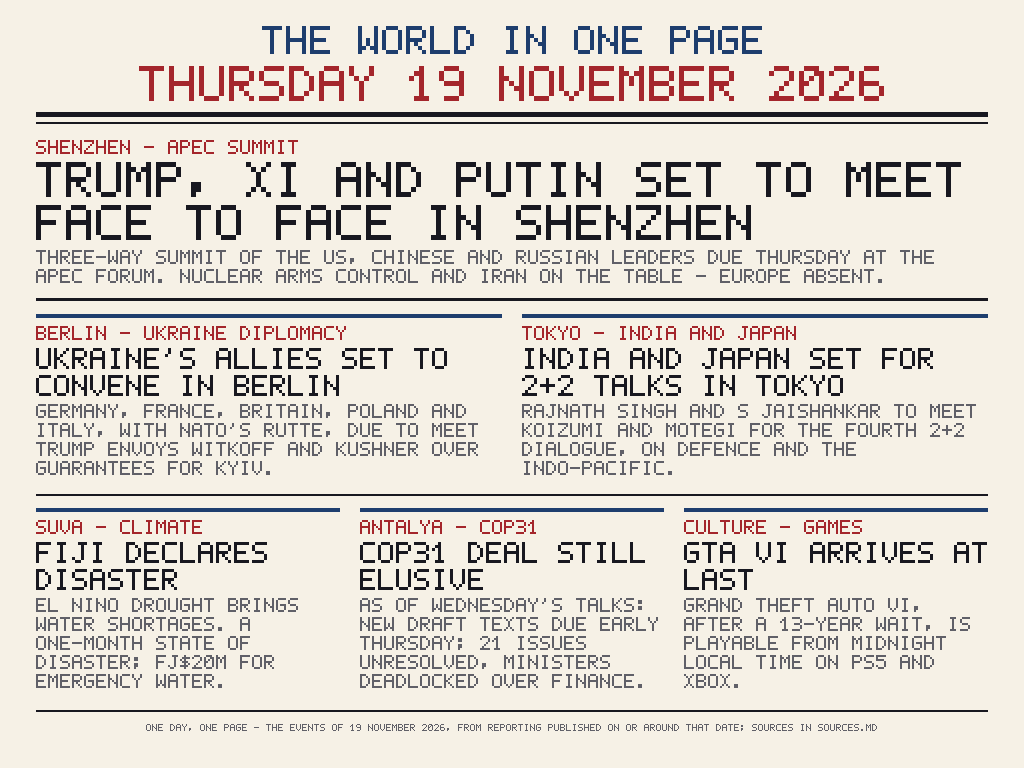 THE WORLD IN ONE PAGE
THURSDAY 19 NOVEMBER 2026
SHENZHEN - APEC SUMMIT
TRUMP, XI AND PUTIN SET TO MEET
FACE TO FACE IN SHENZHEN
THREE-WAY SUMMIT OF THE US, CHINESE AND RUSSIAN LEADERS DUE THURSDAY AT THE
APEC FORUM. NUCLEAR ARMS CONTROL AND IRAN ON THE TABLE - EUROPE ABSENT.
BERLIN - UKRAINE DIPLOMACY
UKRAINE'S ALLIES SET TO
CONVENE IN BERLIN
GERMANY, FRANCE, BRITAIN, POLAND AND
ITALY, WITH NATO'S RUTTE, DUE TO MEET
TRUMP ENVOYS WITKOFF AND KUSHNER OVER
GUARANTEES FOR KYIV.
TOKYO - INDIA AND JAPAN
INDIA AND JAPAN SET FOR
2+2 TALKS IN TOKYO
RAJNATH SINGH AND S JAISHANKAR TO MEET
KOIZUMI AND MOTEGI FOR THE FOURTH 2+2
DIALOGUE, ON DEFENCE AND THE
INDO-PACIFIC.
SUVA - CLIMATE
FIJI DECLARES
DISASTER
EL NINO DROUGHT BRINGS
WATER SHORTAGES. A
ONE-MONTH STATE OF
DISASTER; FJ$20M FOR
EMERGENCY WATER.
ANTALYA - COP31
COP31 DEAL STILL
ELUSIVE
AS OF WEDNESDAY'S TALKS:
NEW DRAFT TEXTS DUE EARLY
THURSDAY; 21 ISSUES
UNRESOLVED, MINISTERS
DEADLOCKED OVER FINANCE.
CULTURE - GAMES
GTA VI ARRIVES AT
LAST
GRAND THEFT AUTO VI,
AFTER A 13-YEAR WAIT, IS
PLAYABLE FROM MIDNIGHT
LOCAL TIME ON PS5 AND
XBOX.
ONE DAY, ONE PAGE - THE EVENTS OF 19 NOVEMBER 2026, FROM REPORTING PUBLISHED ON OR AROUND THAT DATE; SOURCES IN SOURCES.MD